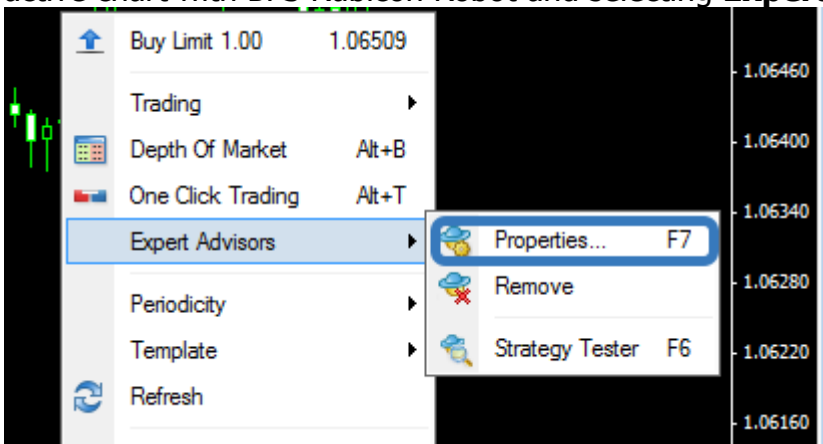 Buy Limit 1.00 1.06509
Trading
Depth Of Market Alt+B
One Click Trading Alt+T
Expert Advisors
Periodicity
Template
Refresh
Properties... F7
Remove
Strategy Tester F6
1.06460
1.06400
1.06340
1.06280
1.06220
1.06160